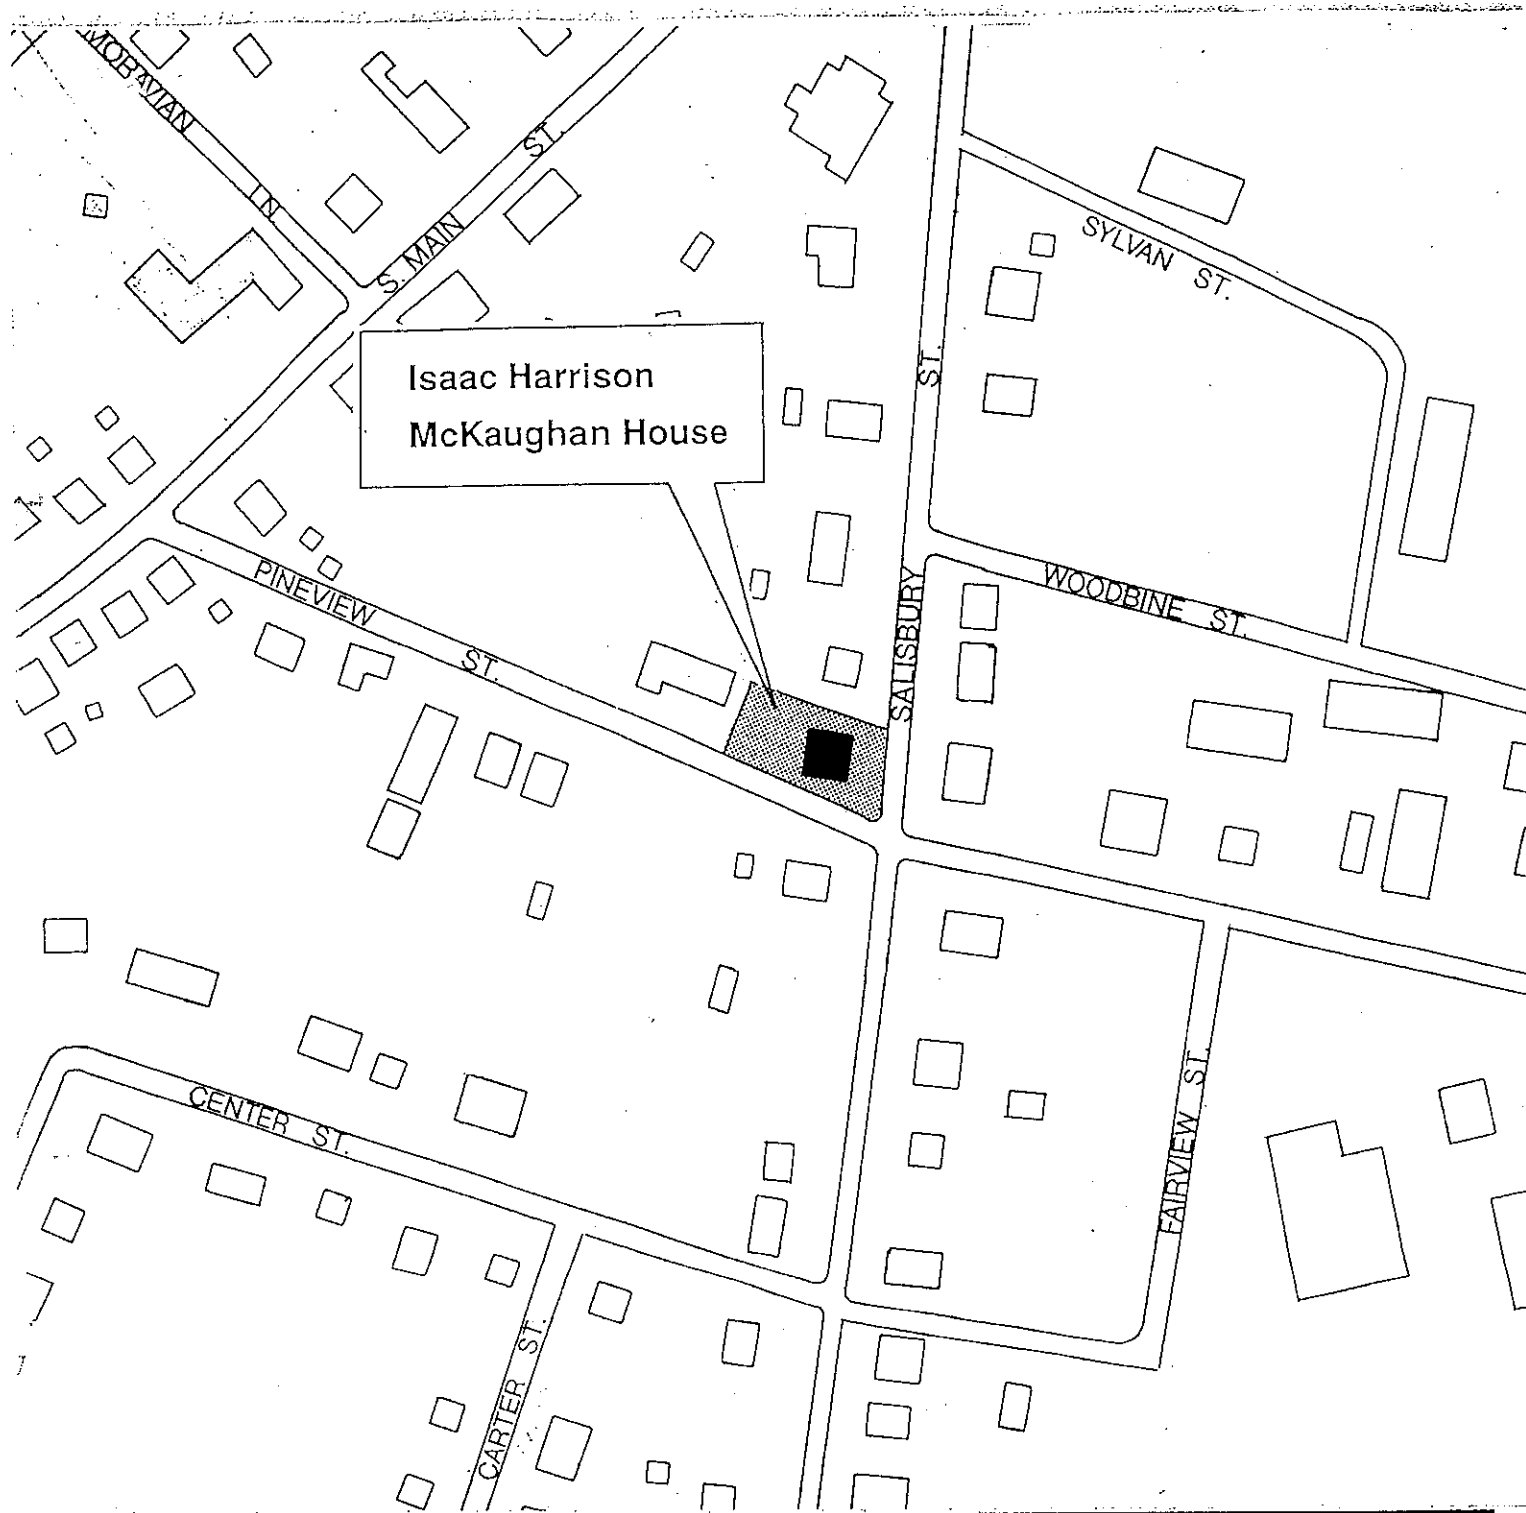 MORAVIAN LN
S. MAIN ST.
SYLVAN ST.
Isaac Harrison
McKaughan House
SALISBURY ST.
PINEVIEW ST.
WOODBINE ST.
CENTER ST.
FAIRVIEW ST.
CARTER ST.